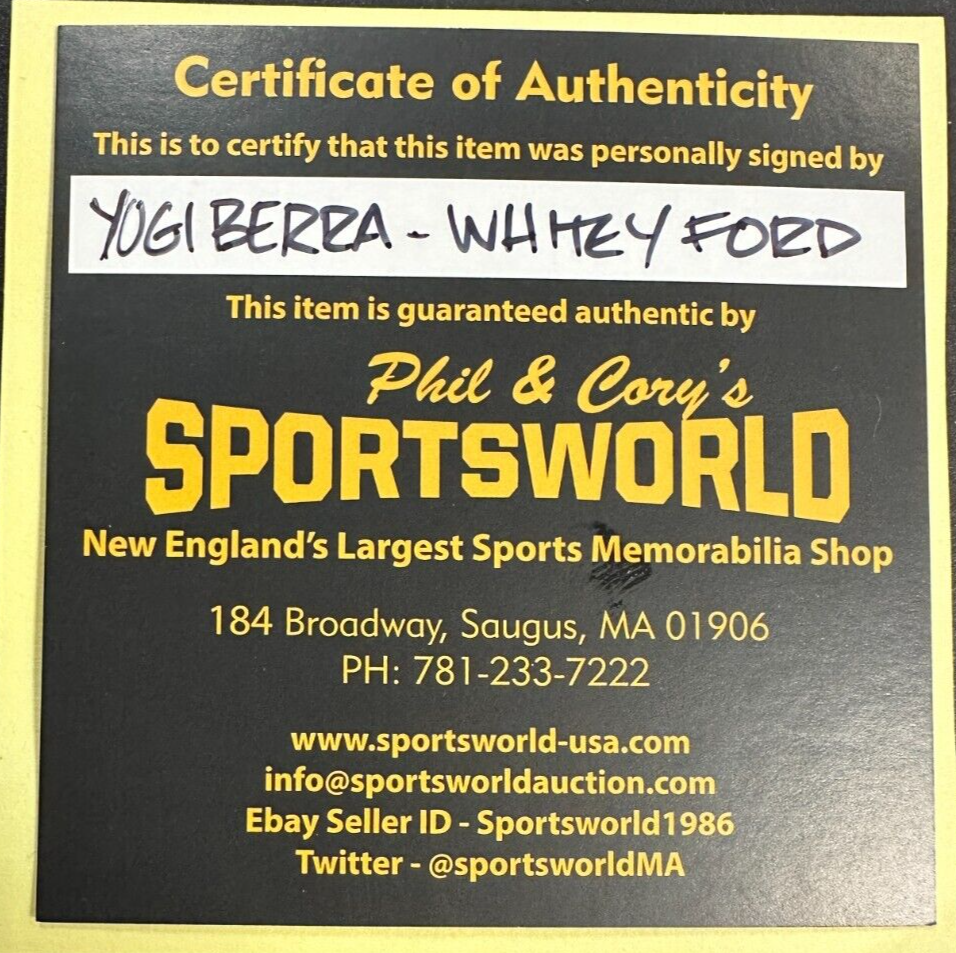 Certificate of Authenticity
This is to certify that this item was personally signed by
YOGI BERRA - WHITEY FORD
This item is guaranteed authentic by
Phil & Cory's
SPORTSWORLD
New England's Largest Sports Memorabilia Shop
184 Broadway, Saugus, MA 01906
PH: 781-233-7222
www.sportsworld-usa.com
info@sportsworldauction.com
Ebay Seller ID - Sportsworld1986
Twitter - @sportsworldMA